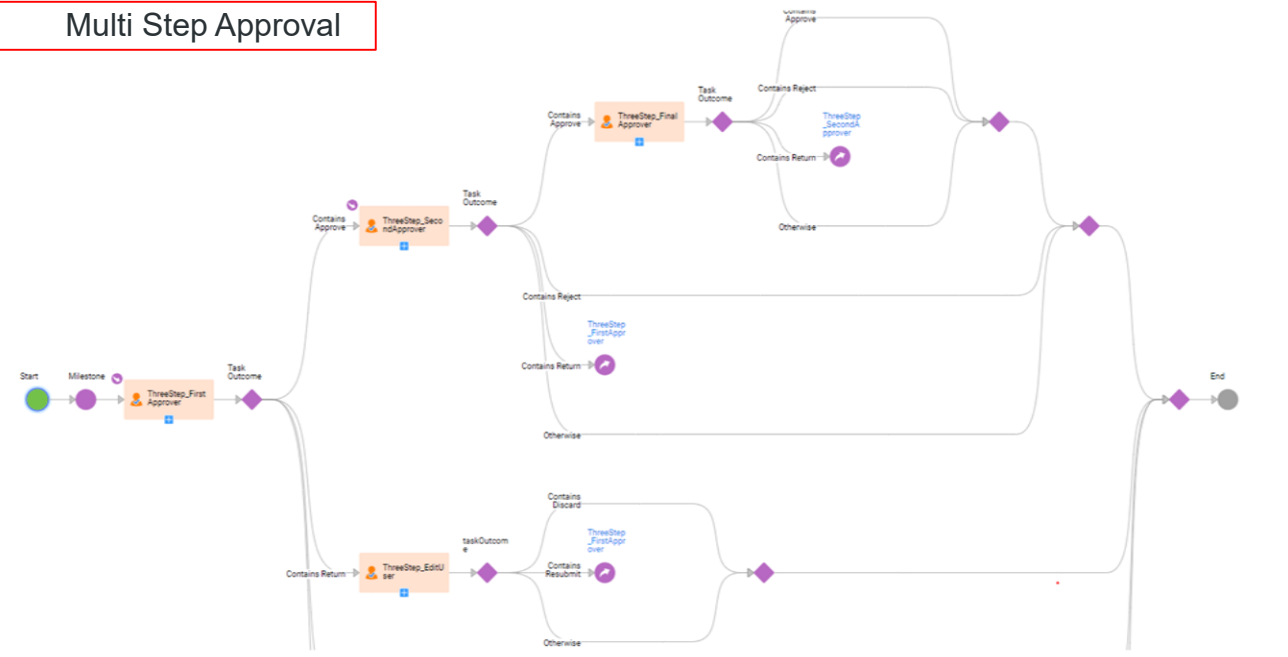 Multi Step Approval
Contains
Approve
Task
Outcome
Contains Reject
Contains
Approve
ThreeStep_Final
Approver
ThreeStep
_SecondA
pprover
Contains Return
Task
Outcome
Contains
Approve
ThreeStep_Seco
ndApprover
Otherwise
Contains Reject
ThreeStep
_FirstAppr
over
Contains Return
Start
Milestone
Task
Outcome
End
ThreeStep_First
Approver
Otherwise
Contains
Discard
ThreeStep
_FirstAppr
over
taskOutcom
e
Contains
Resubmit
Contains Return
ThreeStep_EditU
ser
Otherwise